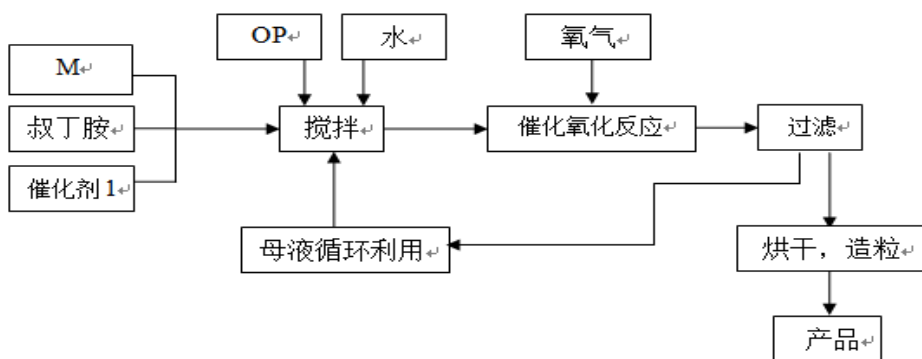 OP
水
氧气
M
叔丁胺
搅拌
催化氧化反应
过滤
催化剂 1
母液循环利用
烘干，造粒
产品